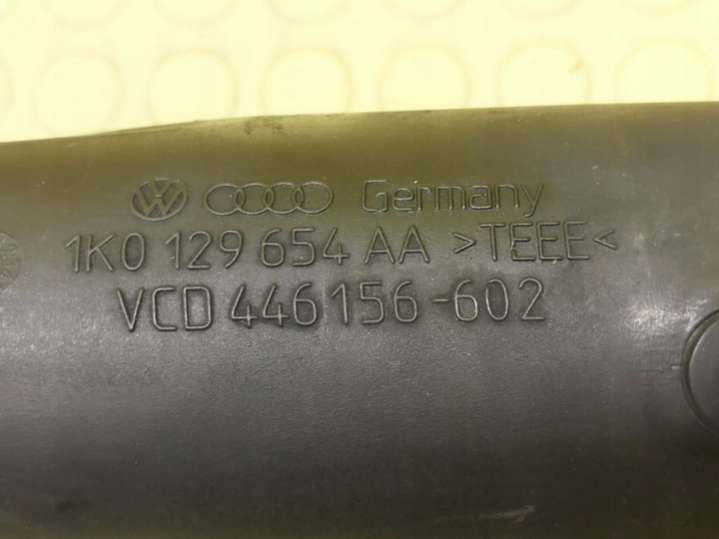 Germany
1K0 129 654 AA >TEEE<
VCD 446156-602